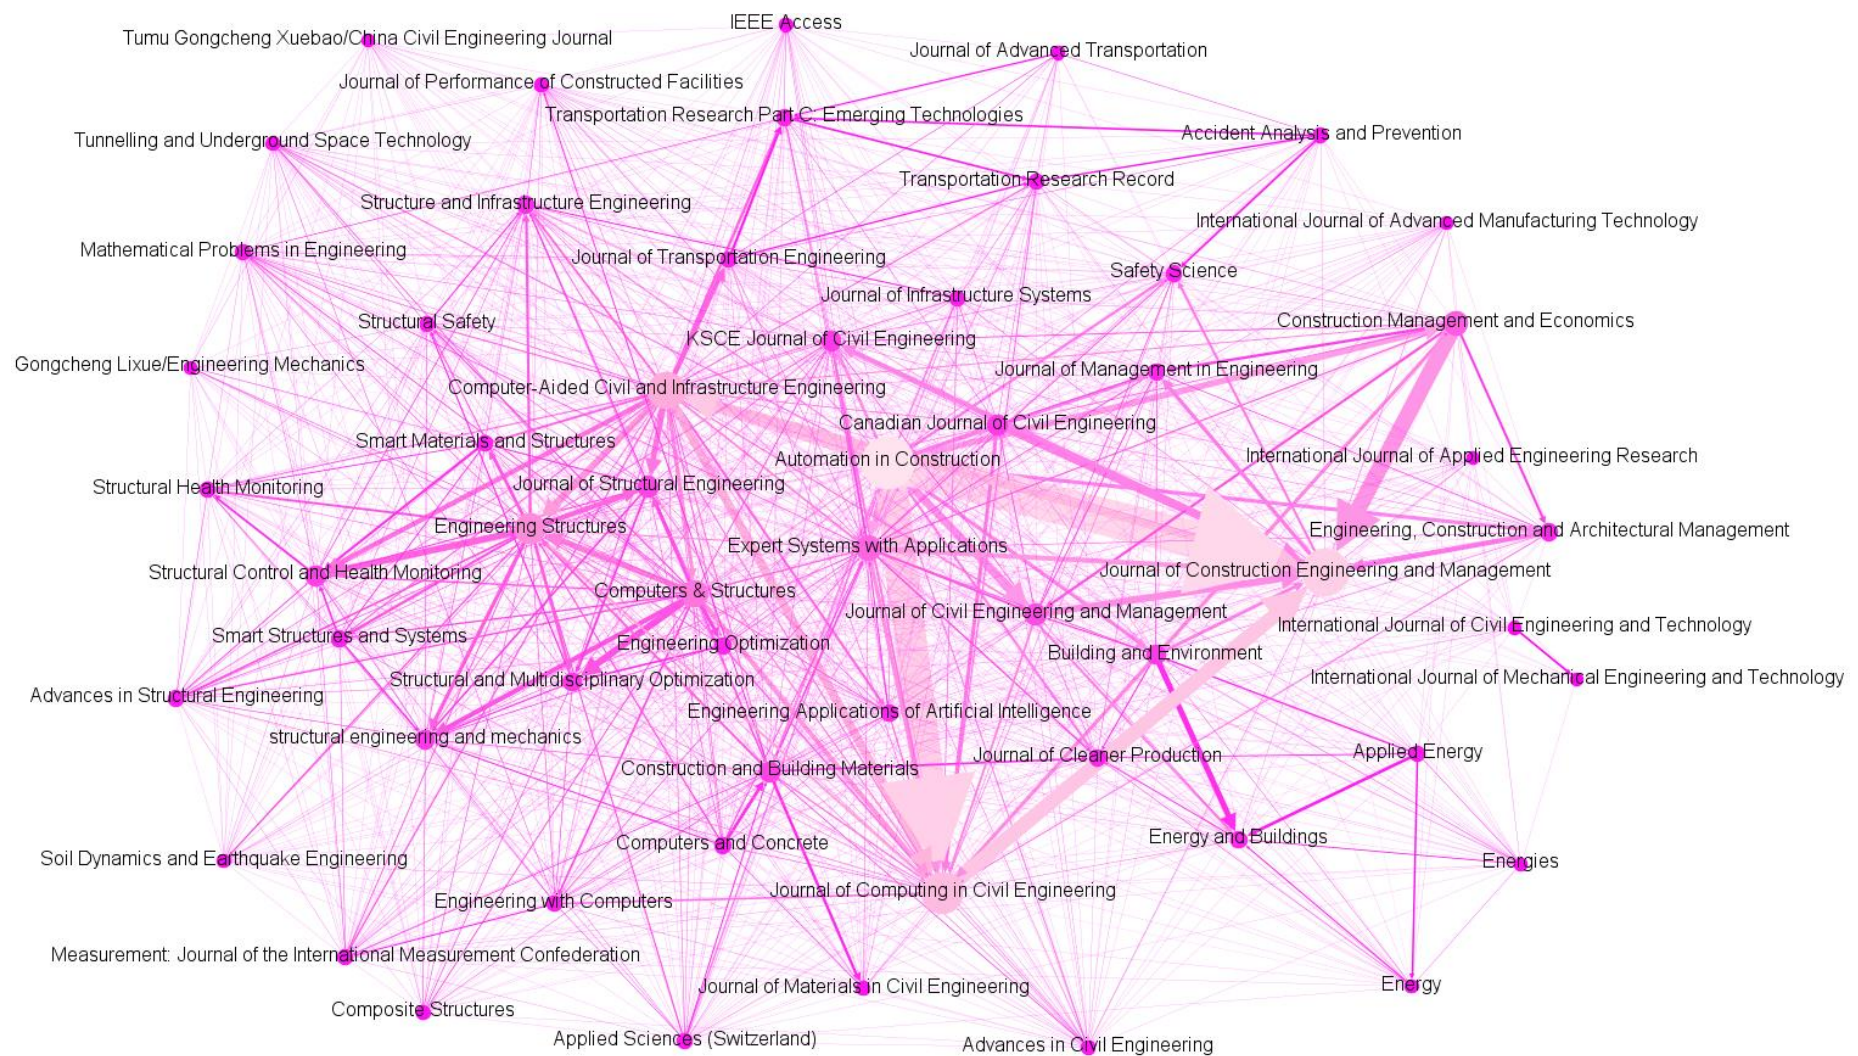 IEEE Access
Tumu Gongcheng Xuebao/China Civil Engineering Journal
Journal of Advanced Transportation
Journal of Performance of Constructed Facilities
Transportation Research Part C: Emerging Technologies
Accident Analysis and Prevention
Tunnelling and Underground Space Technology
Transportation Research Record
Structure and Infrastructure Engineering
International Journal of Advanced Manufacturing Technology
Mathematical Problems in Engineering
Journal of Transportation Engineering
Safety Science
Journal of Infrastructure Systems
Structural Safety
Construction Management and Economics
KSCE Journal of Civil Engineering
Gongcheng Lixue/Engineering Mechanics
Journal of Management in Engineering
Computer-Aided Civil and Infrastructure Engineering
Canadian Journal of Civil Engineering
Smart Materials and Structures
Automation in Construction
International Journal of Applied Engineering Research
Structural Health Monitoring
Journal of Structural Engineering
Engineering Structures
Engineering, Construction and Architectural Management
Expert Systems with Applications
Structural Control and Health Monitoring
Journal of Construction Engineering and Management
Computers & Structures
Journal of Civil Engineering and Management
International Journal of Civil Engineering and Technology
Smart Structures and Systems
Engineering Optimization
Building and Environment
Structural and Multidisciplinary Optimization
International Journal of Mechanical Engineering and Technology
Advances in Structural Engineering
Engineering Applications of Artificial Intelligence
structural engineering and mechanics
Applied Energy
Journal of Cleaner Production
Construction and Building Materials
Energy and Buildings
Computers and Concrete
Soil Dynamics and Earthquake Engineering
Energies
Journal of Computing in Civil Engineering
Engineering with Computers
Measurement: Journal of the International Measurement Confederation
Energy
Journal of Materials in Civil Engineering
Composite Structures
Applied Sciences (Switzerland)
Advances in Civil Engineering